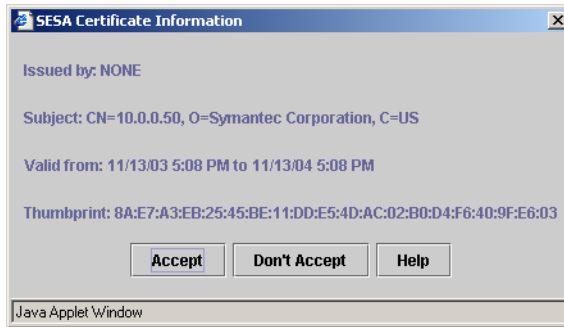 SESA Certificate Information
Issued by: NONE
Subject: CN=10.0.0.50, O=Symantec Corporation, C=US
Valid from: 11/13/03 5:08 PM to 11/13/04 5:08 PM
Thumbprint: 8A:E7:A3:EB:25:45:BE:11:DD:E5:4D:AC:02:B0:D4:F6:40:9F:E6:03
Accept Don't Accept Help
Java Applet Window